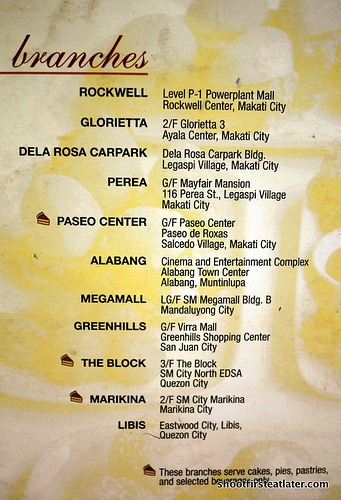 branches
ROCKWELL Level P-1 Powerplant Mall
Rockwell Center, Makati City
GLORIETTA 2/F Glorietta 3
Ayala Center, Makati City
DELA ROSA CARPARK Dela Rosa Carpark Bldg.
Legaspi Village, Makati City
PEREA G/F Mayfair Mansion
116 Perea St., Legaspi Village
Makati City
PASEO CENTER G/F Paseo Center
Paseo de Roxas
Salcedo Village, Makati City
ALABANG Cinema and Entertainment Complex
Alabang Town Center
Alabang, Muntinlupa
MEGAMALL LG/F SM Megamall Bldg. B
Mandaluyong City
GREENHILLS G/F Virra Mall
Greenhills Shopping Center
San Juan City
THE BLOCK 3/F The Block
SM City North EDSA
Quezon City
MARIKINA 2/F SM City Marikina
Marikina City
LIBIS Eastwood City, Libis,
Quezon City
These branches serve cakes, pies, pastries,
and selected beverages only
shootfirsteatlater.com